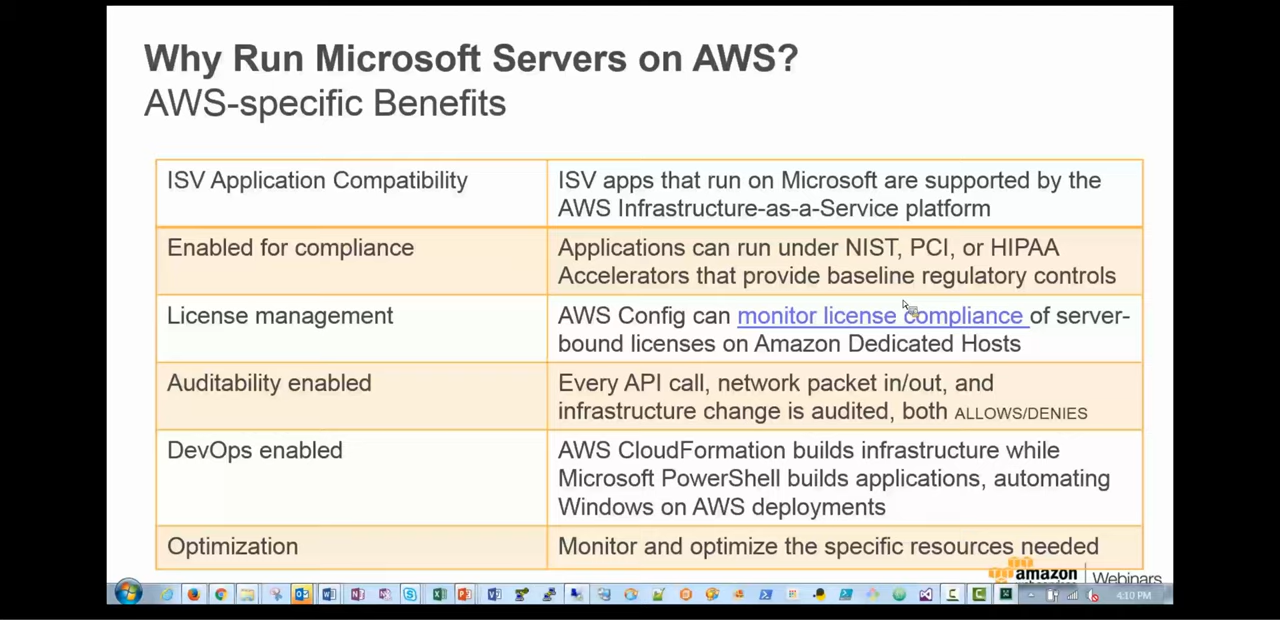 Why Run Microsoft Servers on AWS?
AWS-specific Benefits
ISV Application Compatibility
ISV apps that run on Microsoft are supported by the
AWS Infrastructure-as-a-Service platform
Enabled for compliance
Applications can run under NIST, PCI, or HIPAA
Accelerators that provide baseline regulatory controls
License management
AWS Config can monitor license compliance of server-
bound licenses on Amazon Dedicated Hosts
Auditability enabled
Every API call, network packet in/out, and
infrastructure change is audited, both ALLOWS/DENIES
DevOps enabled
AWS CloudFormation builds infrastructure while
Microsoft PowerShell builds applications, automating
Windows on AWS deployments
Optimization
Monitor and optimize the specific resources needed
amazon
Webinars
4:10 PM